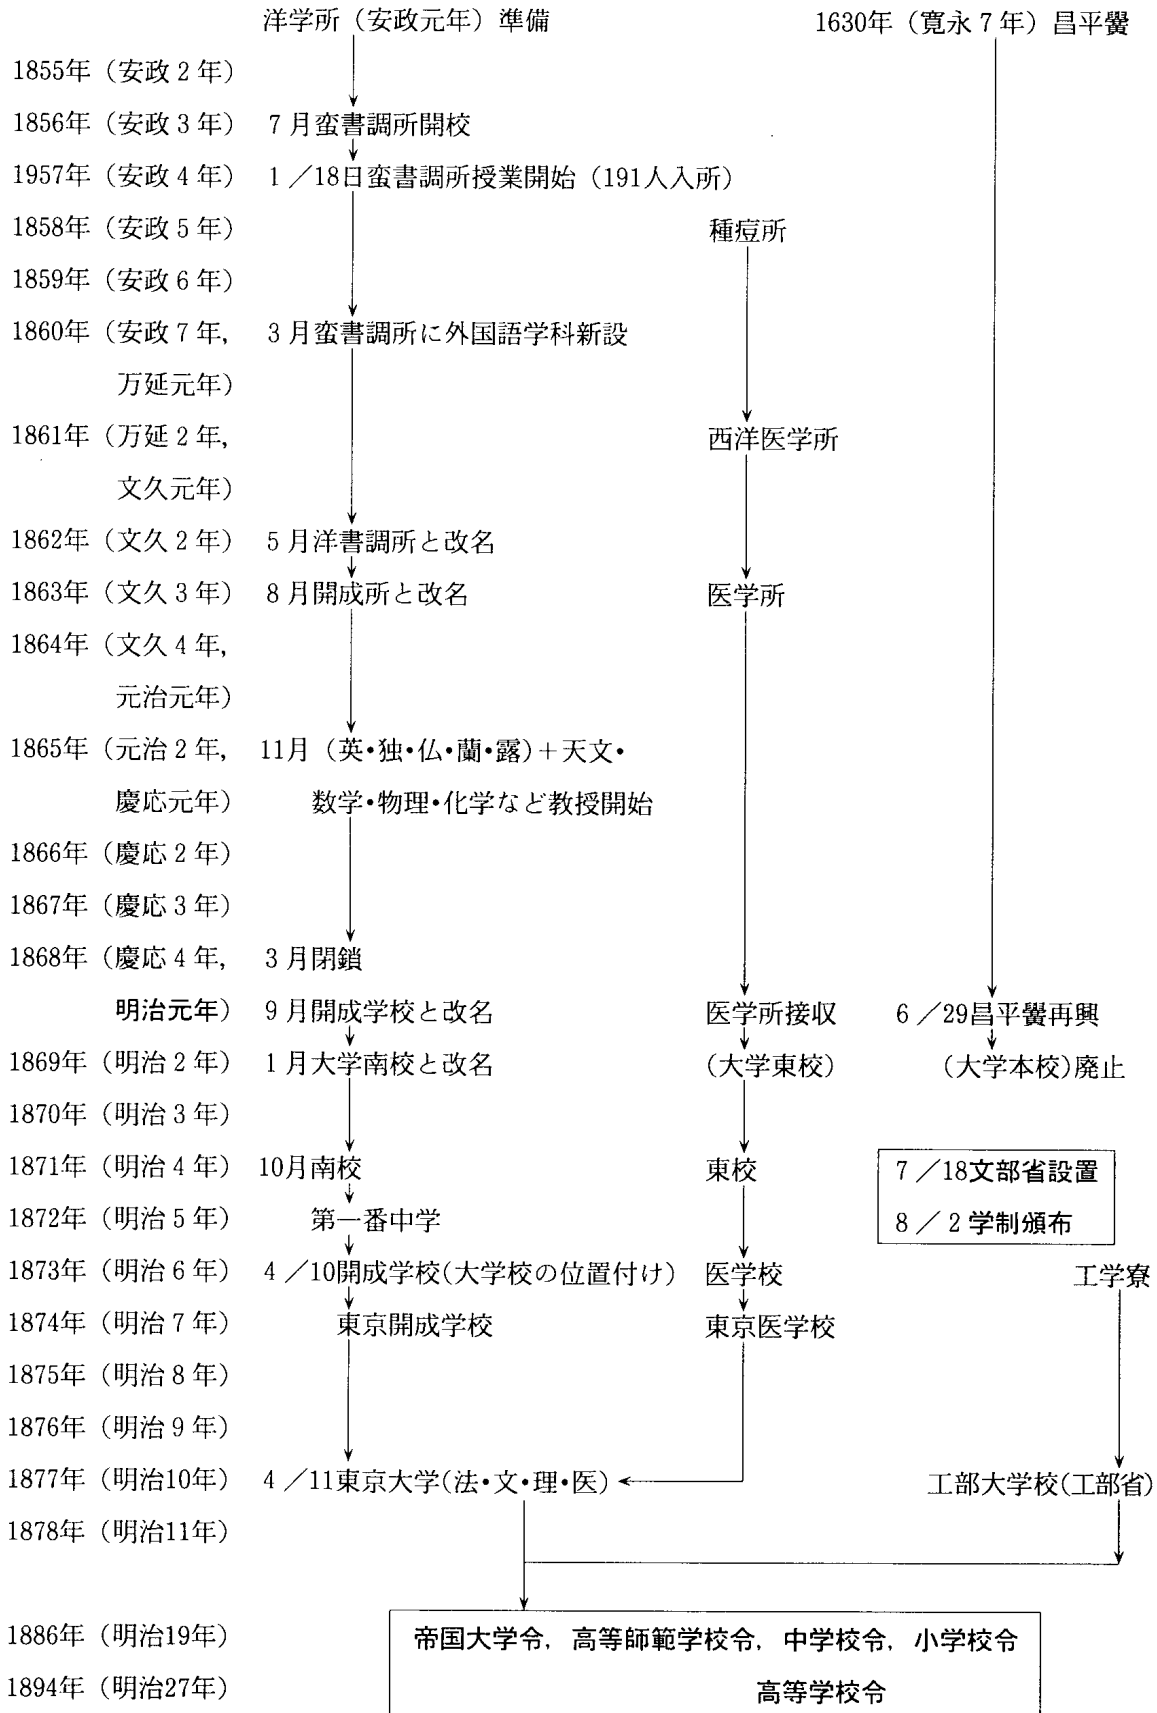 洋学所（安政元年）準備 1630年（寛永7年）昌平黌
1855年（安政2年）
1856年（安政3年） 7月蛮書調所開校
1957年（安政4年） 1／18日蛮書調所授業開始（191人入所）
1858年（安政5年） 種痘所
1859年（安政6年）
1860年（安政7年， 3月蛮書調所に外国語学科新設
万延元年）
1861年（万延2年， 西洋医学所
文久元年）
1862年（文久2年） 5月洋書調所と改名
1863年（文久3年） 8月開成所と改名 医学所
1864年（文久4年，
元治元年）
1865年（元治2年， 11月（英・独・仏・蘭・露）＋天文・
慶応元年） 数学・物理・化学など教授開始
1866年（慶応2年）
1867年（慶応3年）
1868年（慶応4年， 3月閉鎖
明治元年） 9月開成学校と改名 医学所接収 6／29昌平黌再興
1869年（明治2年） 1月大学南校と改名 （大学東校） （大学本校）廃止
1870年（明治3年）
1871年（明治4年） 10月南校 東校 7／18文部省設置
1872年（明治5年） 第一番中学 8／2学制頒布
1873年（明治6年） 4／10開成学校（大学校の位置付け） 医学校 工学寮
1874年（明治7年） 東京開成学校 東京医学校
1875年（明治8年）
1876年（明治9年）
1877年（明治10年） 4／11東京大学（法・文・理・医） 工部大学校（工部省）
1878年（明治11年）
1886年（明治19年） 帝国大学令，高等師範学校令，中学校令，小学校令
1894年（明治27年） 高等学校令